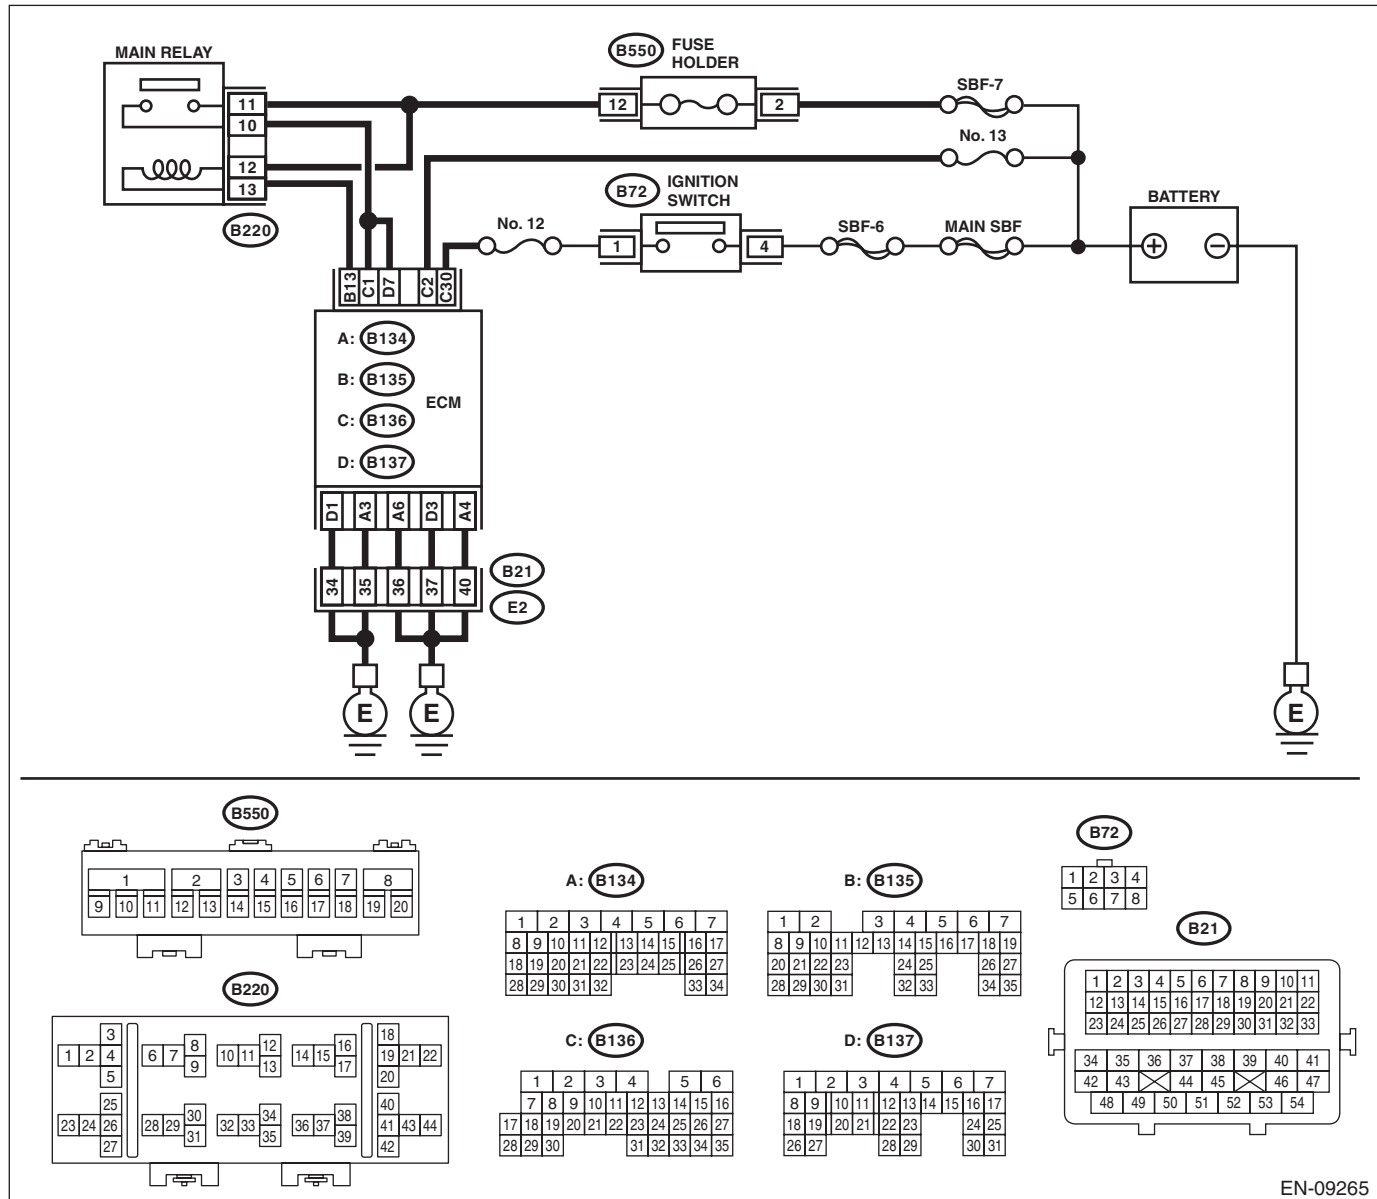 MAIN RELAY
11
10
12
13
B220
B550
FUSE
HOLDER
12
2
SBF-7
No. 13
B72
IGNITION
SWITCH
No. 12
1
4
SBF-6
MAIN SBF
BATTERY
+
−
B13 C1 D7 C2 C30
A: B134
B: B135
ECM
C: B136
D: B137
D1 A3 A6 D3 A4
34 35 36 37 40
B21
E2
E
E
E
B550
1 2 3 4 5 6 7 8
9 10 11 12 13 14 15 16 17 18 19 20
B220
3 18
1 2 4 6 7 8 9 10 11 12 13 14 15 16 17 19 21 22
5 20
25 40
23 24 26 28 29 30 31 32 33 34 35 36 37 38 39 41 43 44
27 42
A: B134
1 2 3 4 5 6 7
8 9 10 11 12 13 14 15 16 17
18 19 20 21 22 23 24 25 26 27
28 29 30 31 32 33 34
B: B135
1 2 3 4 5 6 7
8 9 10 11 12 13 14 15 16 17 18 19
20 21 22 23 24 25 26 27
28 29 30 31 32 33 34 35
C: B136
1 2 3 4 5 6
7 8 9 10 11 12 13 14 15 16
17 18 19 20 21 22 23 24 25 26 27
28 29 30 31 32 33 34 35
D: B137
1 2 3 4 5 6 7
8 9 10 11 12 13 14 15 16 17
18 19 20 21 22 23 24 25
26 27 28 29 30 31
B72
1 2 3 4
5 6 7 8
B21
1 2 3 4 5 6 7 8 9 10 11
12 13 14 15 16 17 18 19 20 21 22
23 24 25 26 27 28 29 30 31 32 33
34 35 36 37 38 39 40 41
42 43 44 45 46 47
48 49 50 51 52 53 54
EN-09265